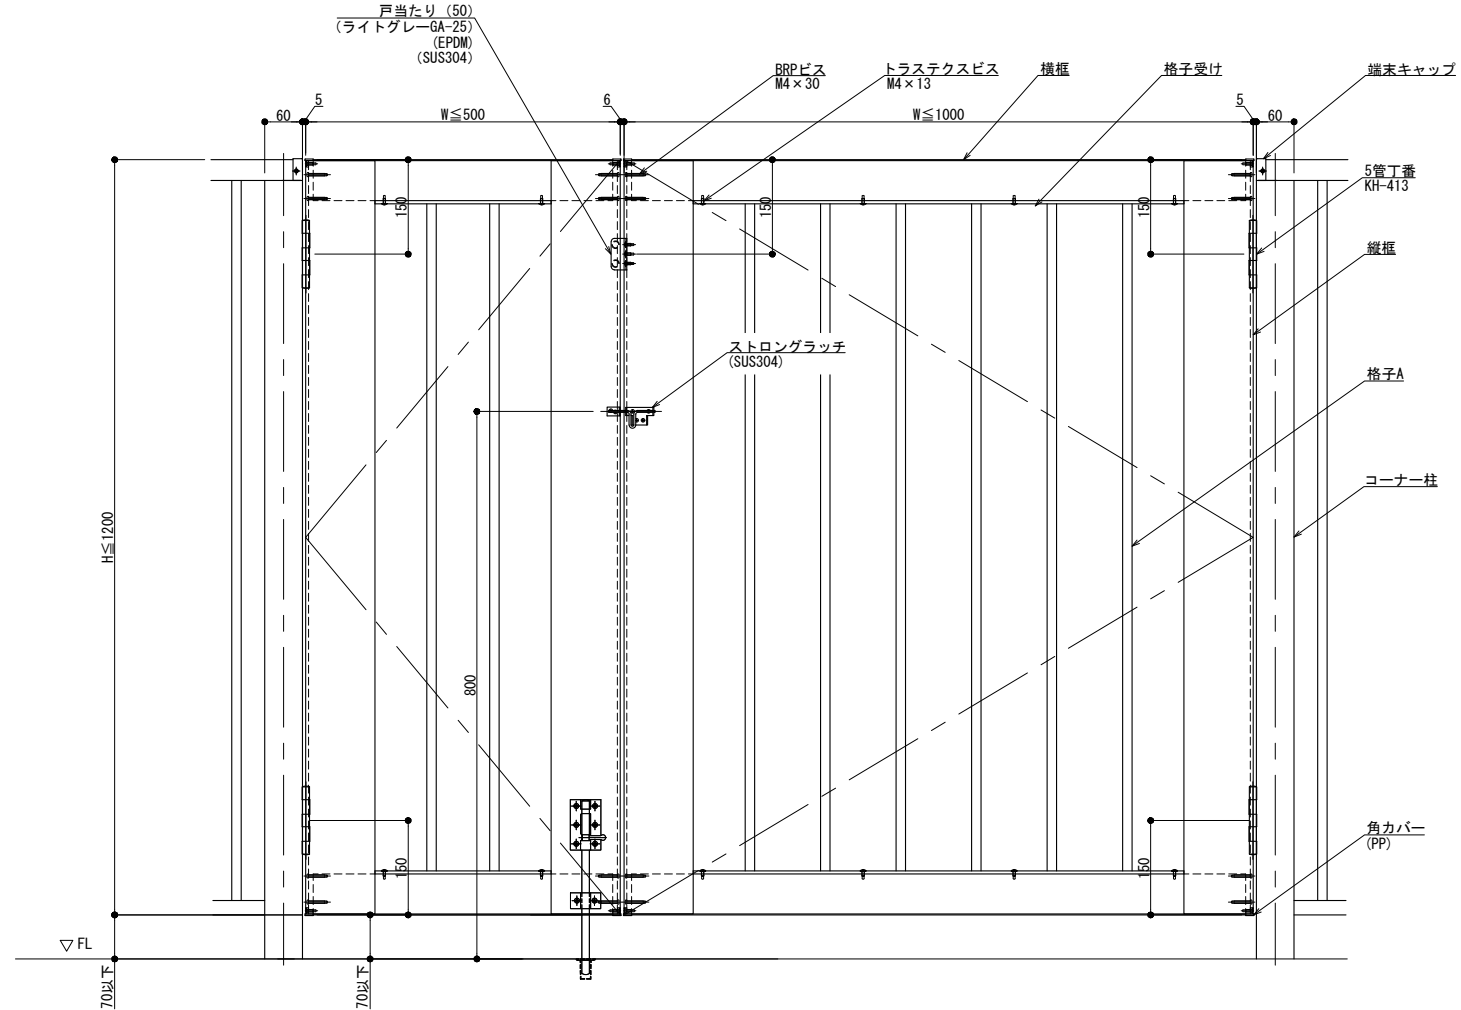 戸当たり (50)
(ライトグレーGA-25)
(EPDM)
(SUS304)
BRPビス
M4×30
トラステクスビス
M4×13
横框
格子受け
端末キャップ
60
5
W≦500
6
W≦1000
5
60
5管丁番
KH-413
150
150
150
縦框
ストロングラッチ
(SUS304)
格子A
コーナー柱
H≦1200
800
角カバー
(PP)
150
150
▽FL
70以下
70以下